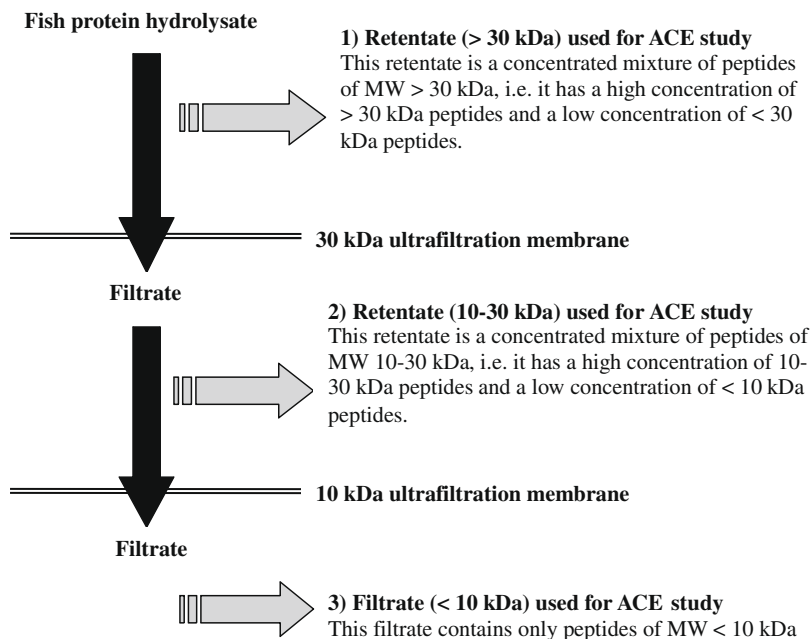 Fish protein hydrolysate
1) Retentate (> 30 kDa) used for ACE study
This retentate is a concentrated mixture of peptides
of MW > 30 kDa, i.e. it has a high concentration of
> 30 kDa peptides and a low concentration of < 30
kDa peptides.
30 kDa ultrafiltration membrane
Filtrate
2) Retentate (10-30 kDa) used for ACE study
This retentate is a concentrated mixture of peptides of
MW 10-30 kDa, i.e. it has a high concentration of 10-
30 kDa peptides and a low concentration of < 10 kDa
peptides.
10 kDa ultrafiltration membrane
Filtrate
3) Filtrate (< 10 kDa) used for ACE study
This filtrate contains only peptides of MW < 10 kDa